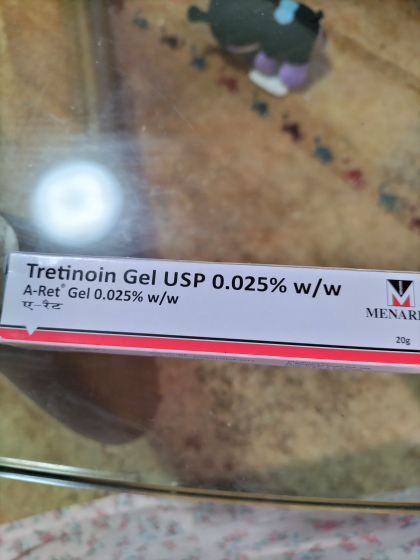 Tretinoin Gel USP 0.025% w/w
A-Ret® Gel 0.025% w/w
ए-रेट
MENARI
20g